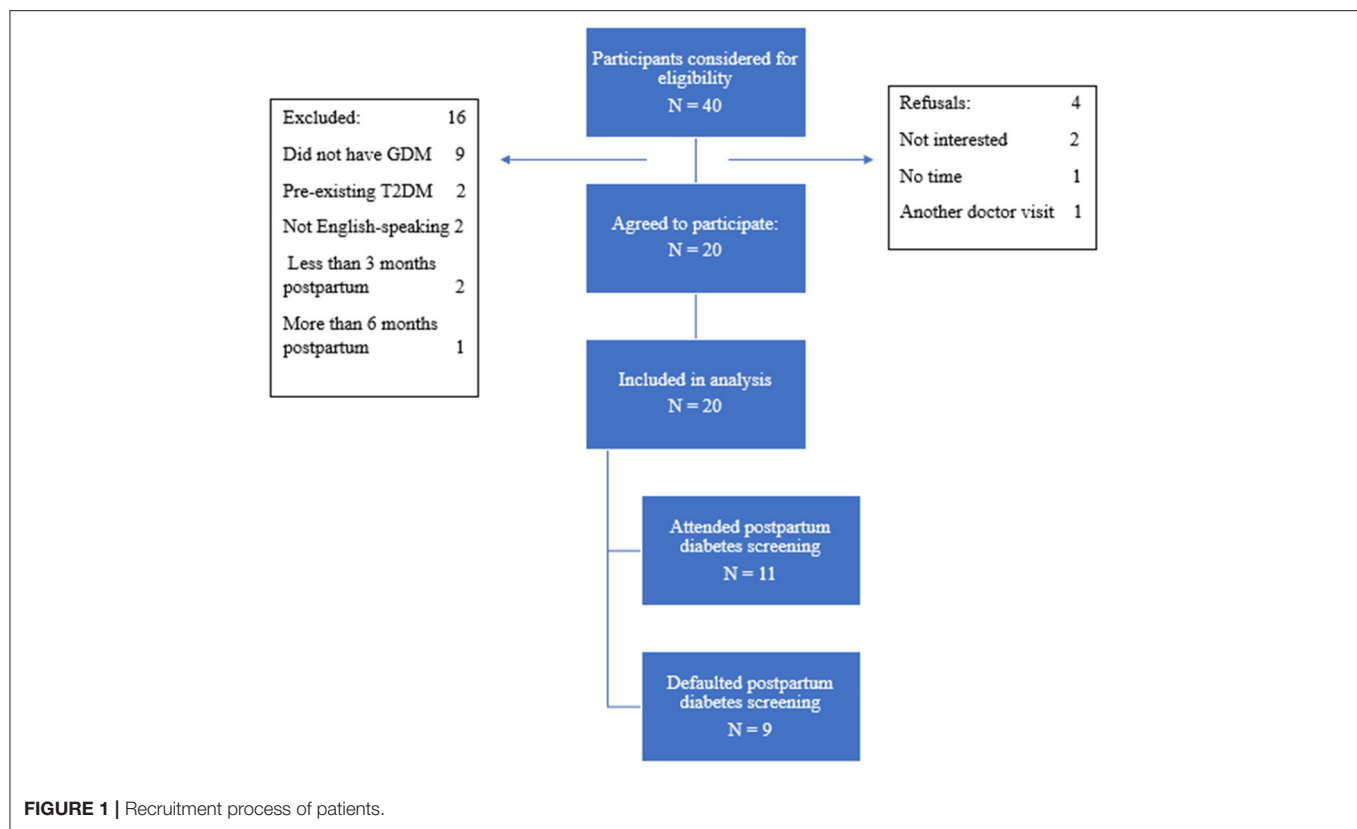 Participants considered for
eligibility
N = 40
Excluded: 16
Did not have GDM 9
Pre-existing T2DM 2
Not English-speaking 2
Less than 3 months
postpartum 2
More than 6 months
postpartum 1
Refusals: 4
Not interested 2
No time 1
Another doctor visit 1
Agreed to participate:
N = 20
Included in analysis
N = 20
Attended postpartum
diabetes screening
N = 11
Defaulted postpartum
diabetes screening
N = 9
FIGURE 1 | Recruitment process of patients.